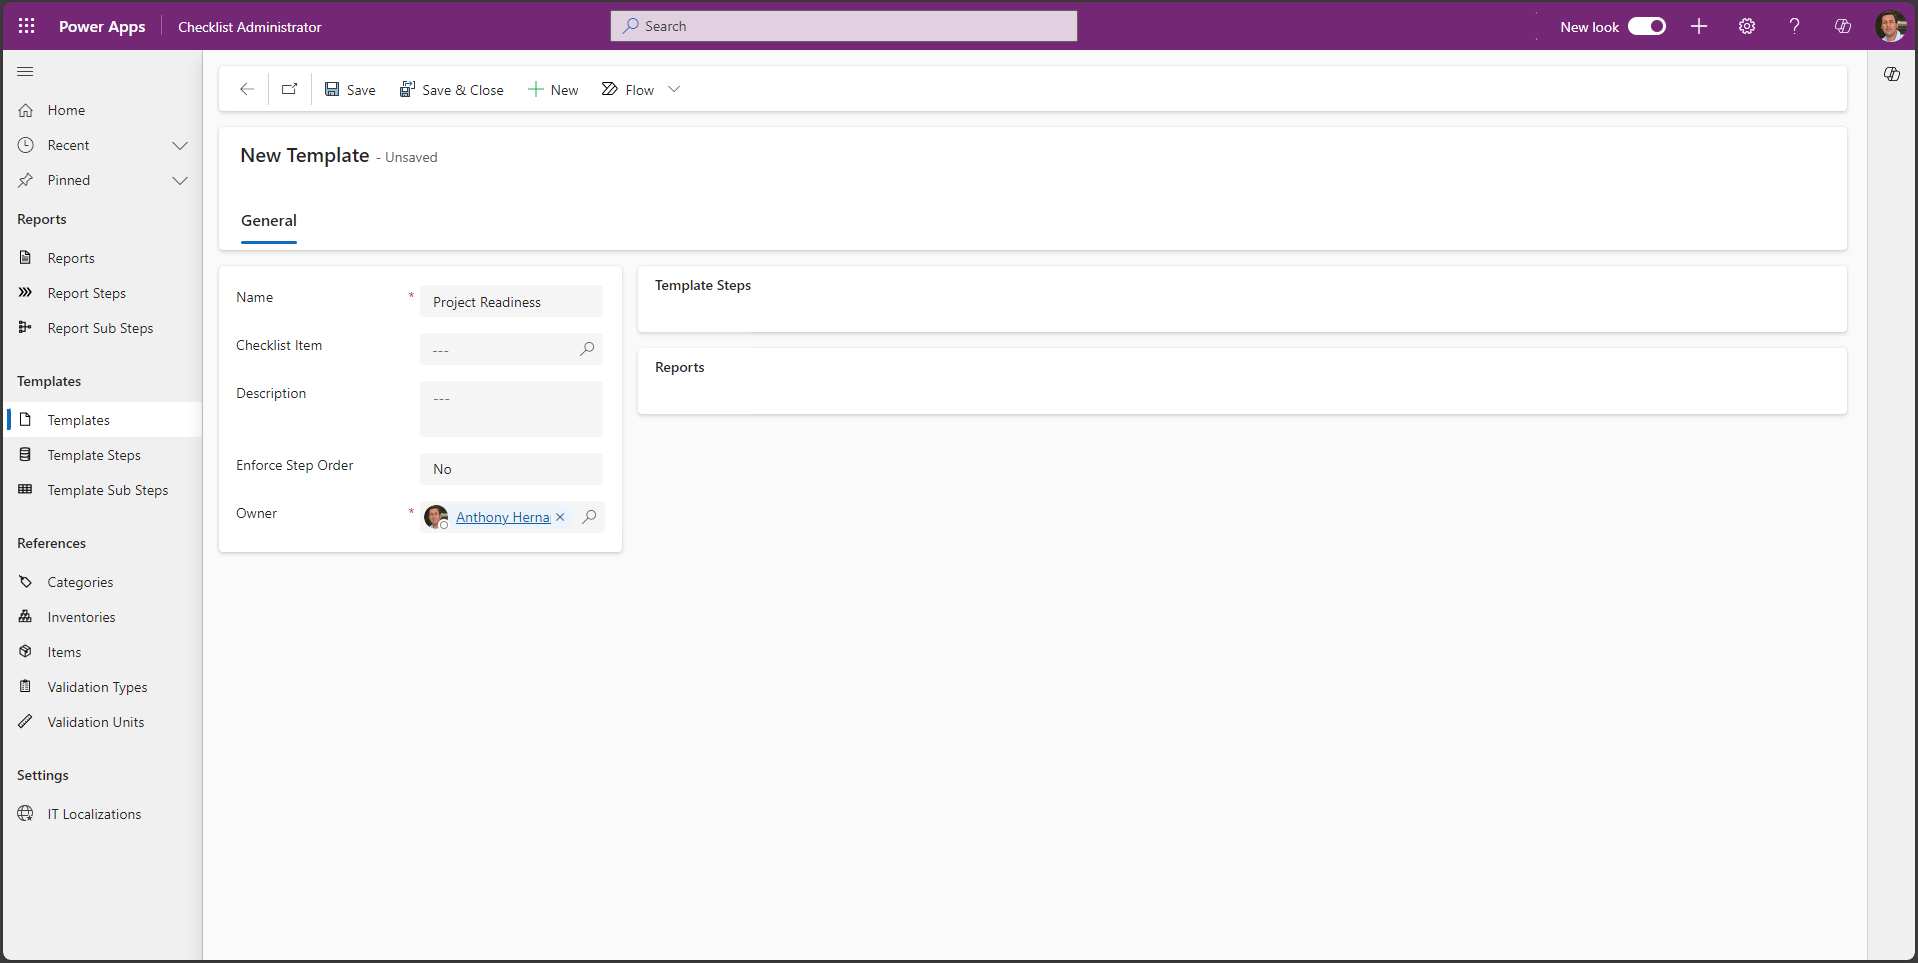 Power Apps
Checklist Administrator
Search
New look
Home
Recent
Pinned
Reports
Reports
Report Steps
Report Sub Steps
Templates
Templates
Template Steps
Template Sub Steps
References
Categories
Inventories
Items
Validation Types
Validation Units
Settings
IT Localizations
Save
Save & Close
New
Flow
New Template - Unsaved
General
Name * Project Readiness
Checklist Item ---
Description ---
Enforce Step Order No
Owner * Anthony Herna
Template Steps
Reports